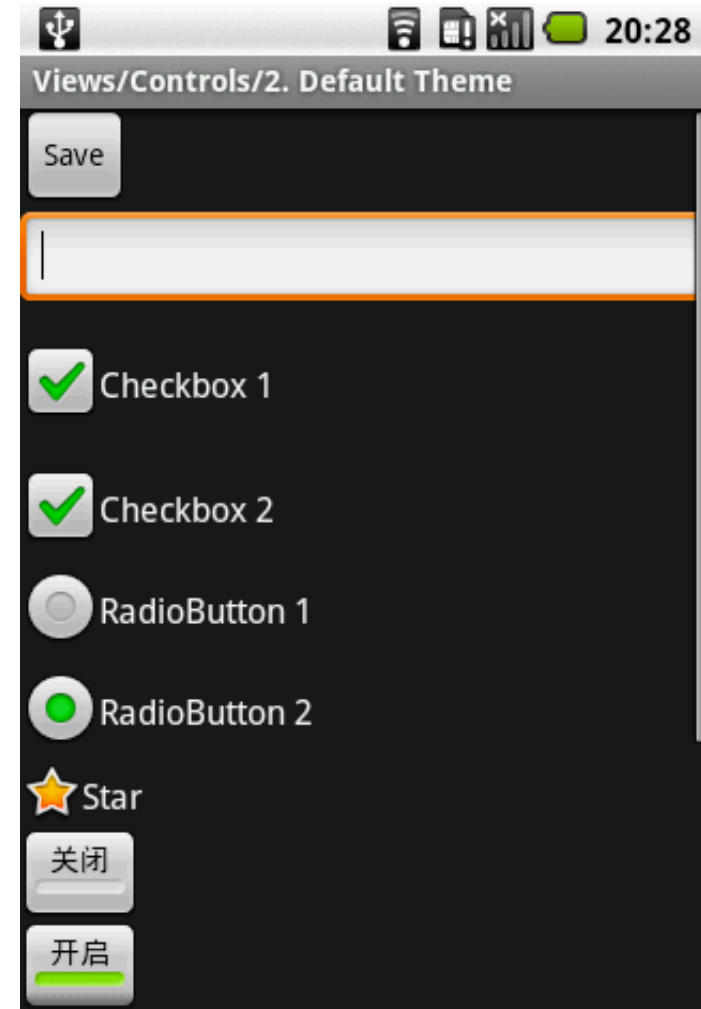 20:28
Views/Controls/2. Default Theme
Save
Checkbox 1
Checkbox 2
RadioButton 1
RadioButton 2
Star
关闭
开启